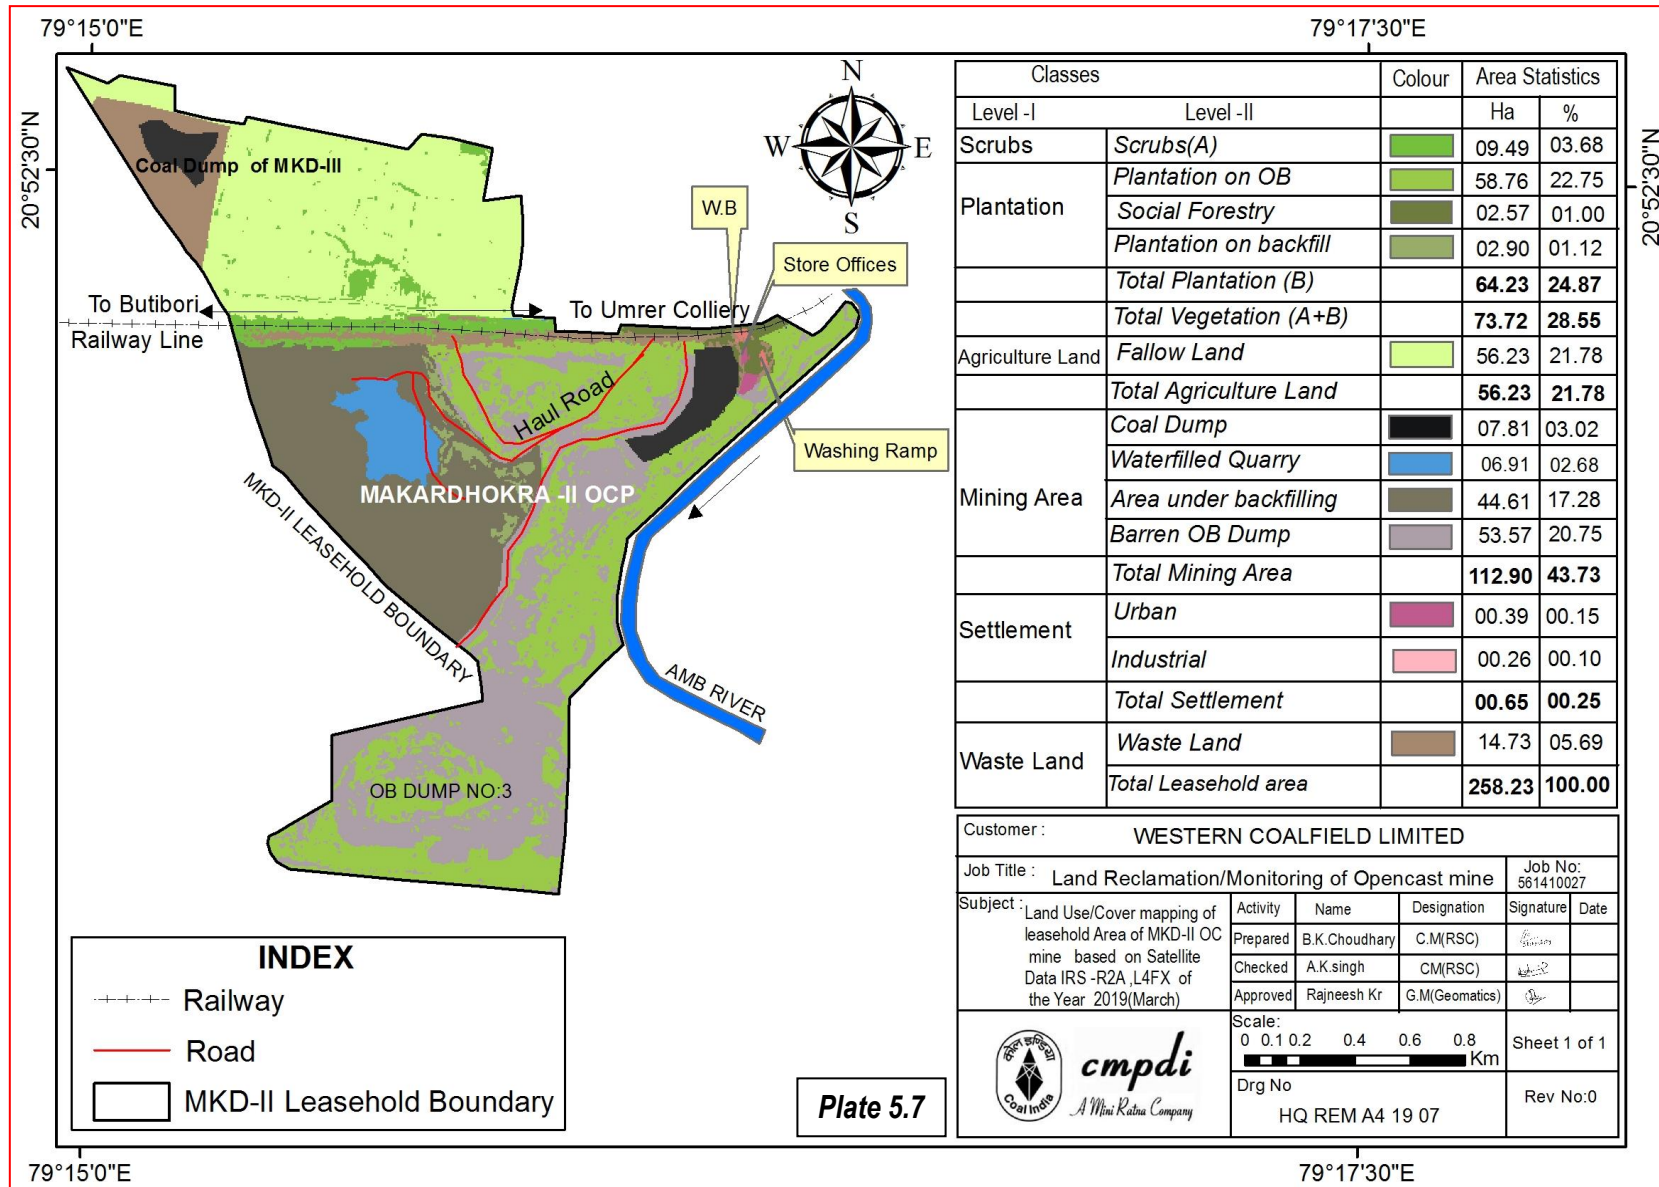 79°15'0"E
79°17'30"E
20°52'30"N
20°52'30"N
N
W
E
S
Coal Dump of MKD-III
W.B
Store Offices
To Butibori
To Umrer Colliery
Railway Line
Haul Road
Washing Ramp
MAKARDHOKRA -II OCP
MKD-II LEASEHOLD BOUNDARY
AMB RIVER
OB DUMP NO:3
Classes Colour Area Statistics
Level -I Level -II Ha %
Scrubs Scrubs(A) 09.49 03.68
Plantation
Plantation on OB 58.76 22.75
Social Forestry 02.57 01.00
Plantation on backfill 02.90 01.12
Total Plantation (B) 64.23 24.87
Total Vegetation (A+B) 73.72 28.55
Agriculture Land Fallow Land 56.23 21.78
Total Agriculture Land 56.23 21.78
Mining Area
Coal Dump 07.81 03.02
Waterfilled Quarry 06.91 02.68
Area under backfilling 44.61 17.28
Barren OB Dump 53.57 20.75
Total Mining Area 112.90 43.73
Settlement
Urban 00.39 00.15
Industrial 00.26 00.10
Total Settlement 00.65 00.25
Waste Land
Waste Land 14.73 05.69
Total Leasehold area 258.23 100.00
Customer : WESTERN COALFIELD LIMITED
Job Title : Land Reclamation/Monitoring of Opencast mine
Job No:
561410027
Subject : Land Use/Cover mapping of
leasehold Area of MKD-II OC
mine based on Satellite
Data IRS -R2A ,L4FX of
the Year 2019(March)
Activity Name Designation Signature Date
Prepared B.K.Choudhary C.M(RSC)
Checked A.K.singh CM(RSC)
Approved Rajneesh Kr G.M(Geomatics)
कोल इण्डिया
Coal India
cmpdi
A Mini Ratna Company
Scale:
0 0.1 0.2 0.4 0.6 0.8
Km
Sheet 1 of 1
Drg No
HQ REM A4 19 07
Rev No:0
INDEX
Railway
Road
MKD-II Leasehold Boundary
Plate 5.7
79°15'0"E
79°17'30"E